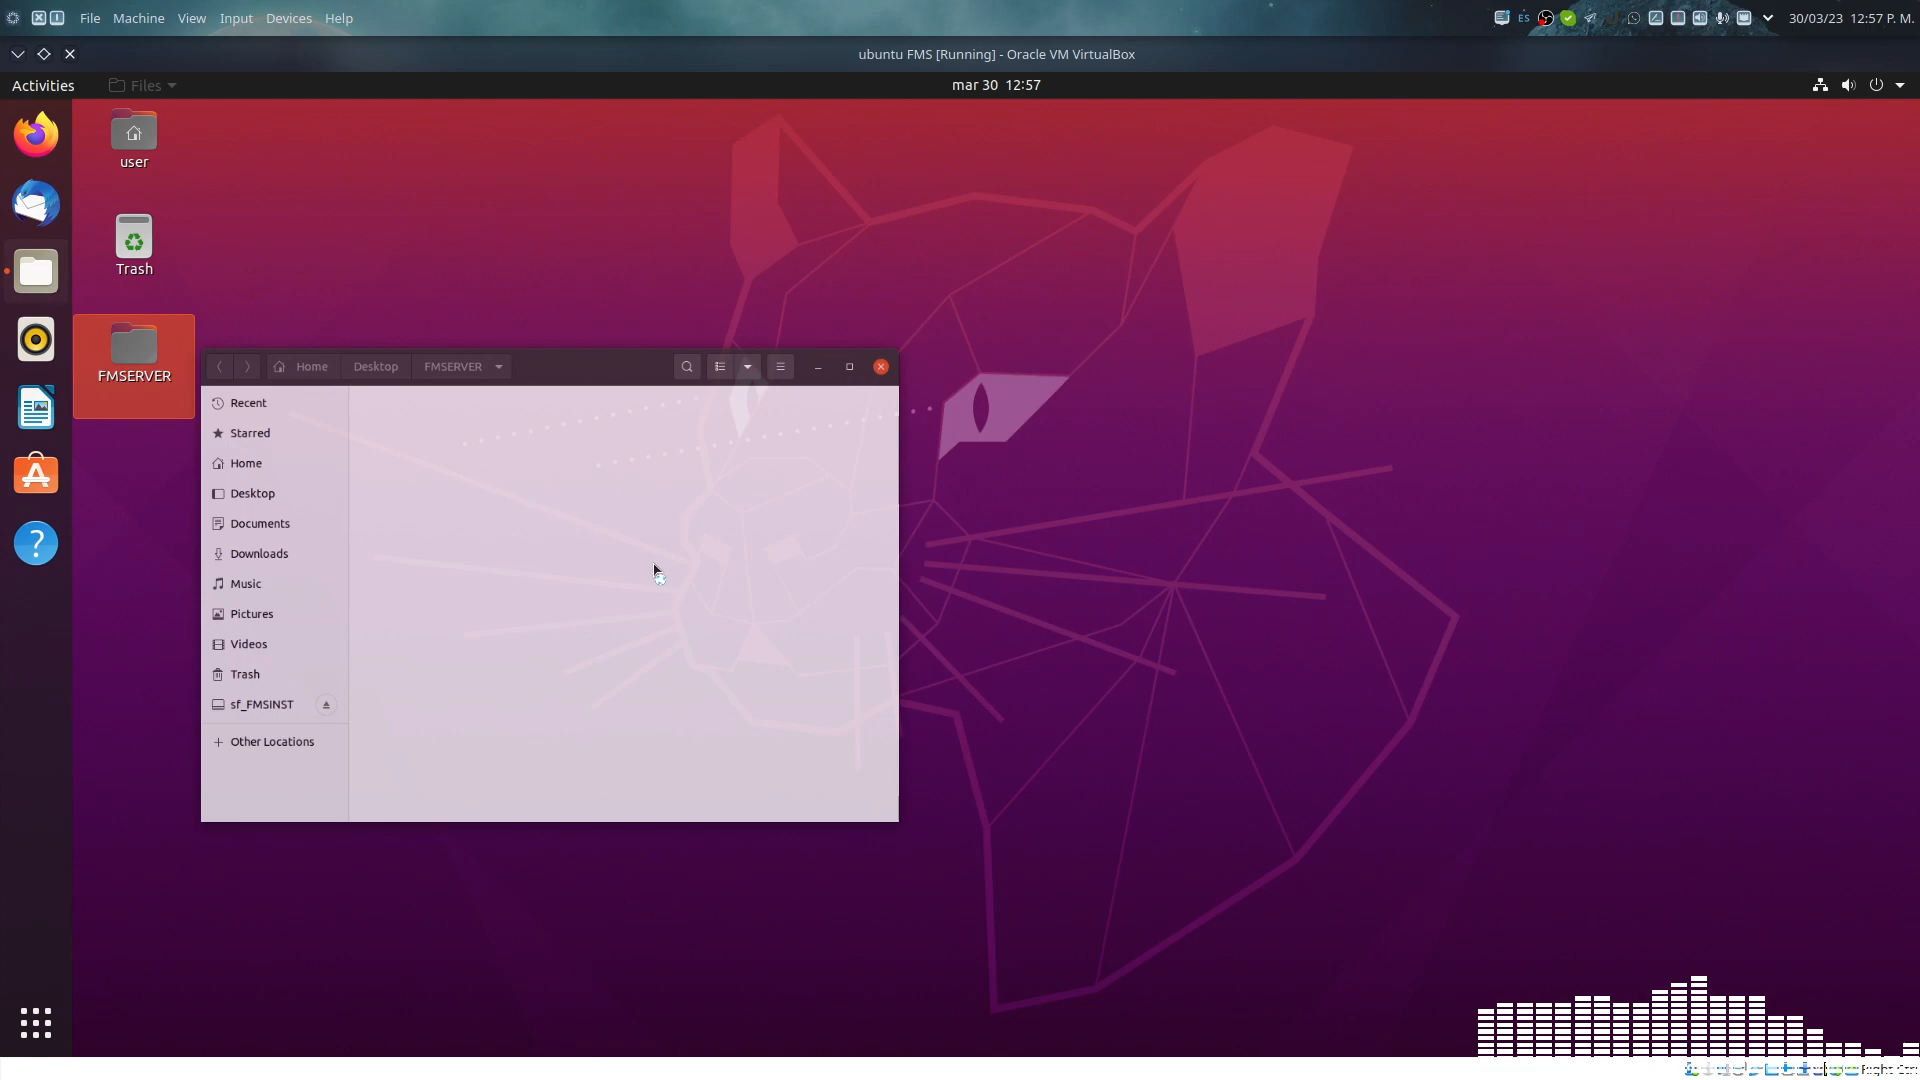 File Machine View Input Devices Help
ES
30/03/23 12:57 P. M.
ubuntu FMS [Running] - Oracle VM VirtualBox
Activities
Files
mar 30 12:57
user
Trash
FMSERVER
Home
Desktop
FMSERVER
Recent
Starred
Home
Desktop
Documents
Downloads
Music
Pictures
Videos
Trash
sf_FMSINST
Other Locations